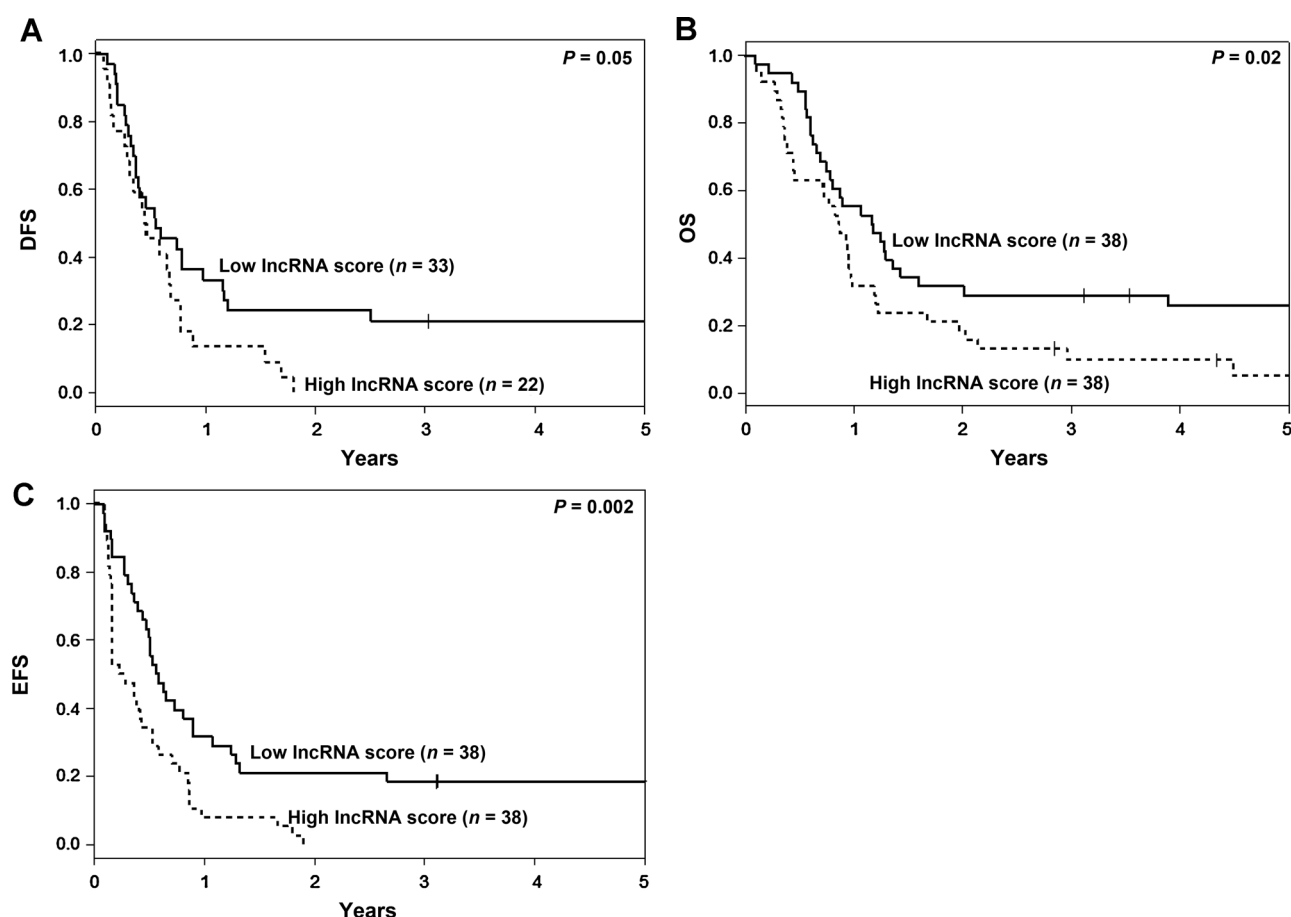 A
P = 0.05
1.0
0.8
0.6
0.4
0.2
0.0
DFS
Low lncRNA score (n = 33)
High lncRNA score (n = 22)
0 1 2 3 4 5
Years
B
P = 0.02
1.0
0.8
0.6
0.4
0.2
0.0
OS
Low lncRNA score (n = 38)
High lncRNA score (n = 38)
0 1 2 3 4 5
Years
C
P = 0.002
1.0
0.8
0.6
0.4
0.2
0.0
EFS
Low lncRNA score (n = 38)
High lncRNA score (n = 38)
0 1 2 3 4 5
Years